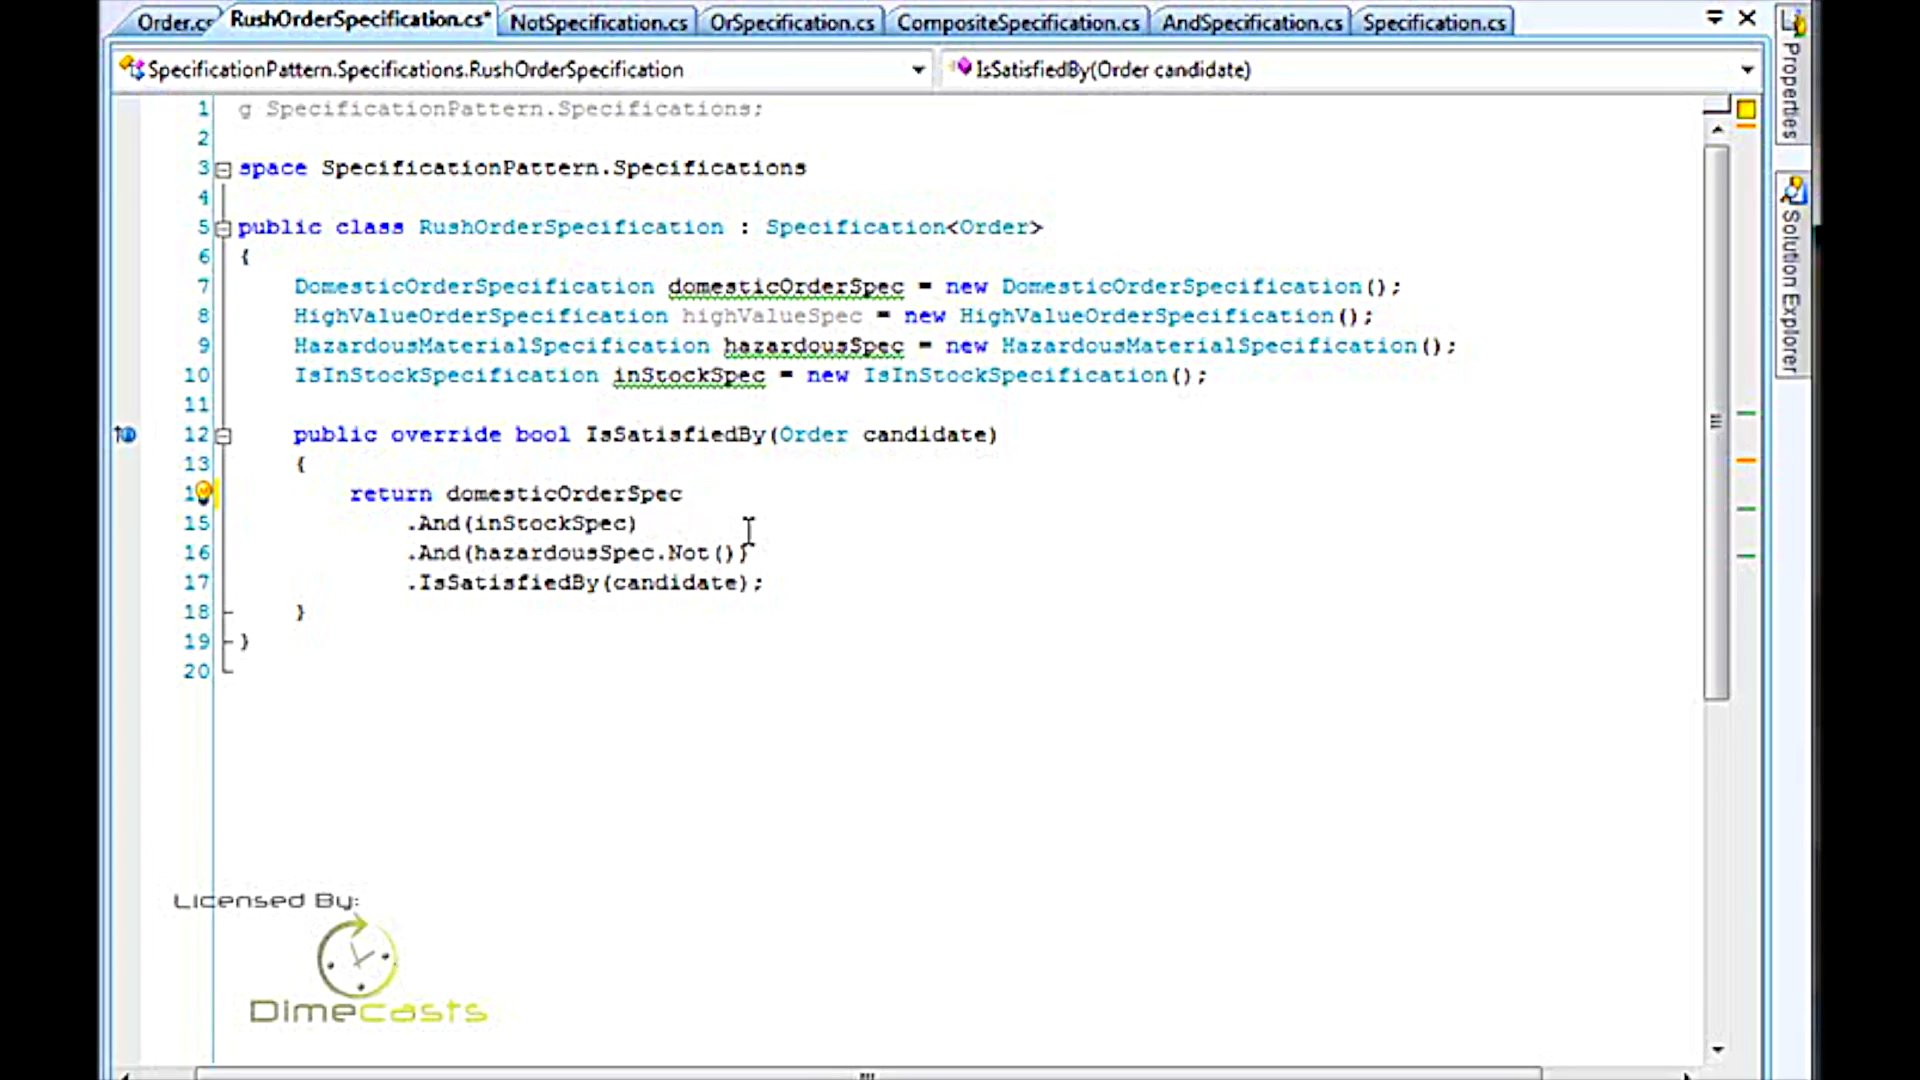 Order.cs RushOrderSpecification.cs* NotSpecification.cs OrSpecification.cs CompositeSpecification.cs AndSpecification.cs Specification.cs
SpecificationPattern.Specifications.RushOrderSpecification IsSatisfiedBy(Order candidate)
Properties
Solution Explorer
1 g SpecificationPattern.Specifications;
2
3 space SpecificationPattern.Specifications
4
5 public class RushOrderSpecification : Specification<Order>
6 {
7 DomesticOrderSpecification domesticOrderSpec = new DomesticOrderSpecification();
8 HighValueOrderSpecification highValueSpec = new HighValueOrderSpecification();
9 HazardousMaterialSpecification hazardousSpec = new HazardousMaterialSpecification();
10 IsInStockSpecification inStockSpec = new IsInStockSpecification();
11
12 public override bool IsSatisfiedBy(Order candidate)
13 {
return domesticOrderSpec
15 .And(inStockSpec)
16 .And(hazardousSpec.Not())
17 .IsSatisfiedBy(candidate);
18 }
19 }
20
Licensed By:
Dimecasts